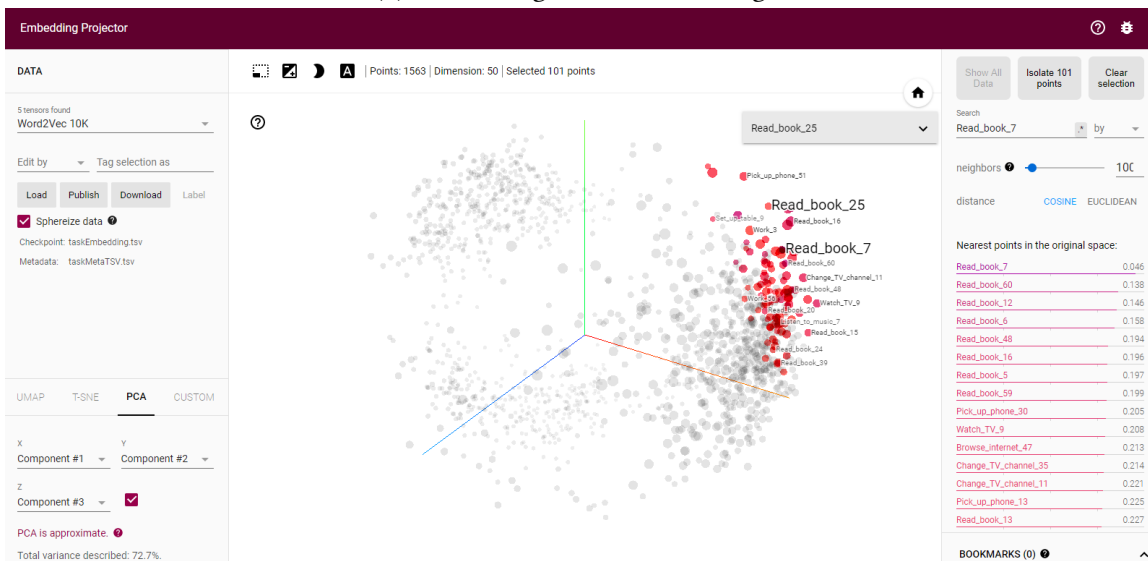 Embedding Projector
DATA
5 tensors found
Word2Vec 10K
Edit by
Tag selection as
Load
Publish
Download
Label
Sphereize data
Checkpoint: taskEmbedding.tsv
Metadata: taskMetaTSV.tsv
UMAP
T-SNE
PCA
CUSTOM
X
Component #1
Y
Component #2
Z
Component #3
PCA is approximate.
Total variance described: 72.7%.
A
Points: 1563 | Dimension: 50 | Selected 101 points
Read_book_25
Pick_up_phone_51
Read_book_25
Set_up_table_9
Read_book_16
Work_3
Read_book_7
Read_book_60
Change_TV_channel_11
Read_book_48
Watch_TV_9
Read_book_20
Listen_to_music_7
Read_book_15
Read_book_24
Read_book_39
Show All Data
Isolate 101 points
Clear selection
Search
Read_book_7
.*
by
neighbors
100
distance
COSINE
EUCLIDEAN
Nearest points in the original space:
Read_book_7 0.046
Read_book_60 0.138
Read_book_12 0.146
Read_book_6 0.158
Read_book_48 0.194
Read_book_16 0.196
Read_book_5 0.197
Read_book_59 0.199
Pick_up_phone_30 0.205
Watch_TV_9 0.208
Browse_internet_47 0.213
Change_TV_channel_35 0.214
Change_TV_channel_11 0.221
Pick_up_phone_13 0.225
Read_book_13 0.227
BOOKMARKS (0)